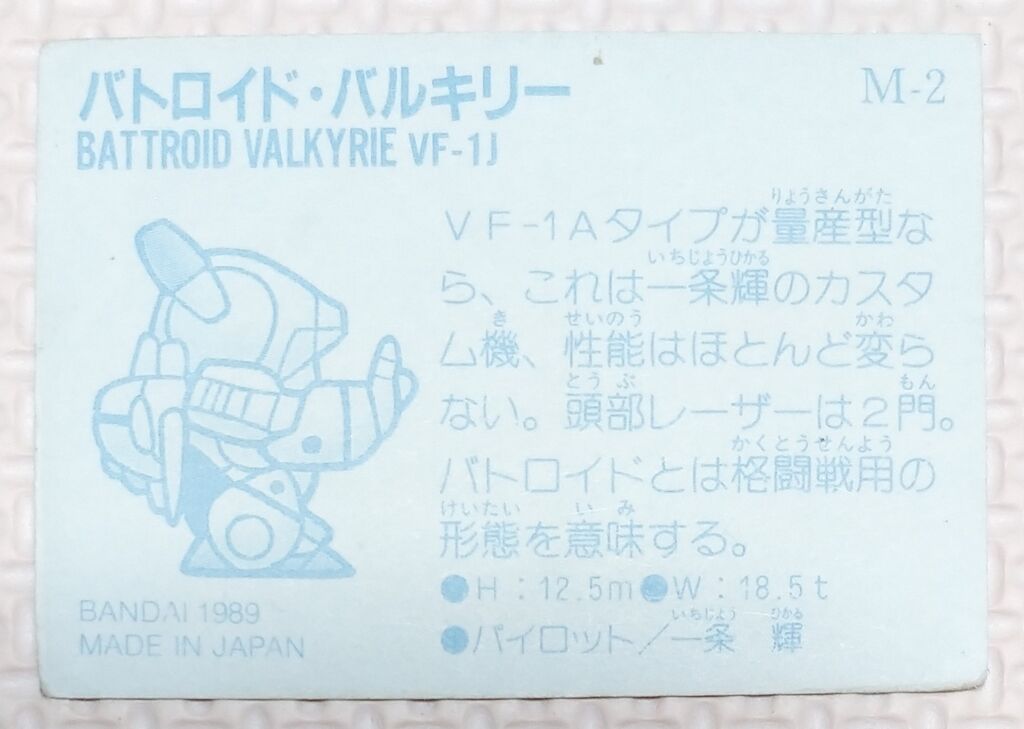 バトロイド・バルキリー
M-2
BATTROID VALKYRIE VF-1J
りょうさんがた
VF-1Aタイプが量産型な
いちじょうひかる
ら、これは一条輝のカスタ
き せいのう かわ
ム機、性能はほとんど変ら
とうぶ もん
ない。頭部レーザーは2門。
かくとうせんよう
バトロイドとは格闘戦用の
けいたい いみ
形態を意味する。
●H:12.5m●W:18.5t
いちじょう ひかる
●パイロット/一条 輝
BANDAI 1989
MADE IN JAPAN